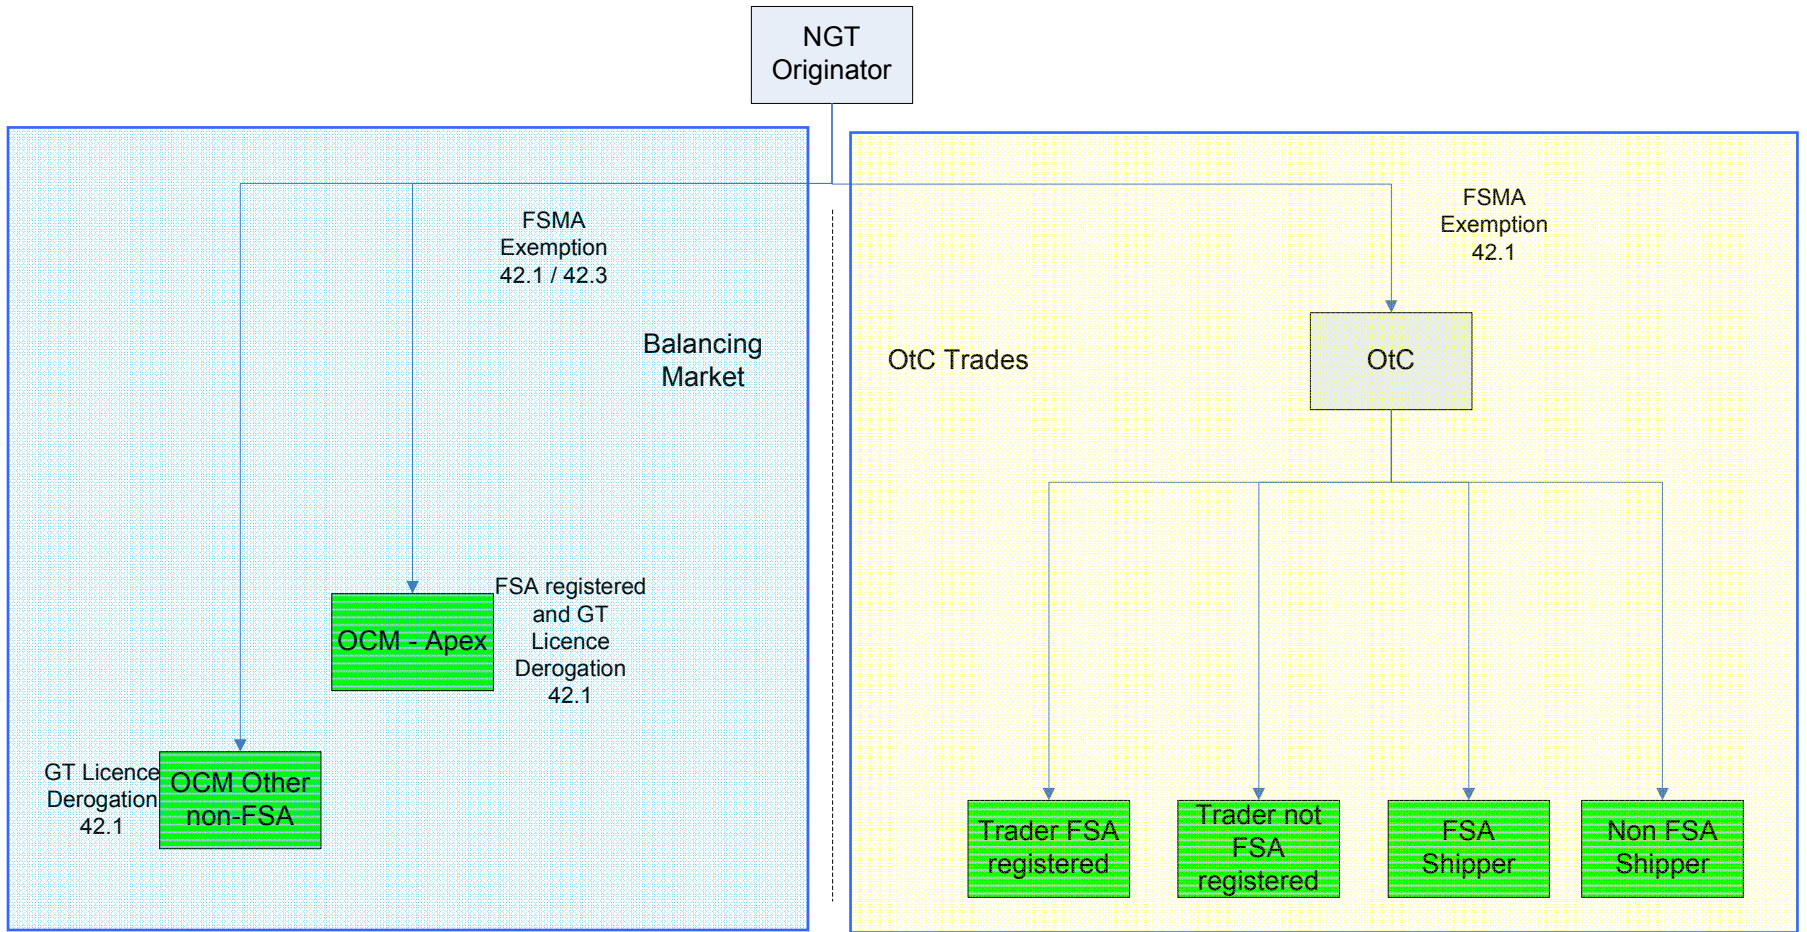 NGT
Originator
FSMA
Exemption
42.1 / 42.3
FSMA
Exemption
42.1
Balancing
Market
OtC Trades
OtC
FSA registered
and GT
Licence
Derogation
42.1
OCM - Apex
GT Licence
Derogation
42.1
OCM Other
non-FSA
Trader FSA
registered
Trader not
FSA
registered
FSA
Shipper
Non FSA
Shipper